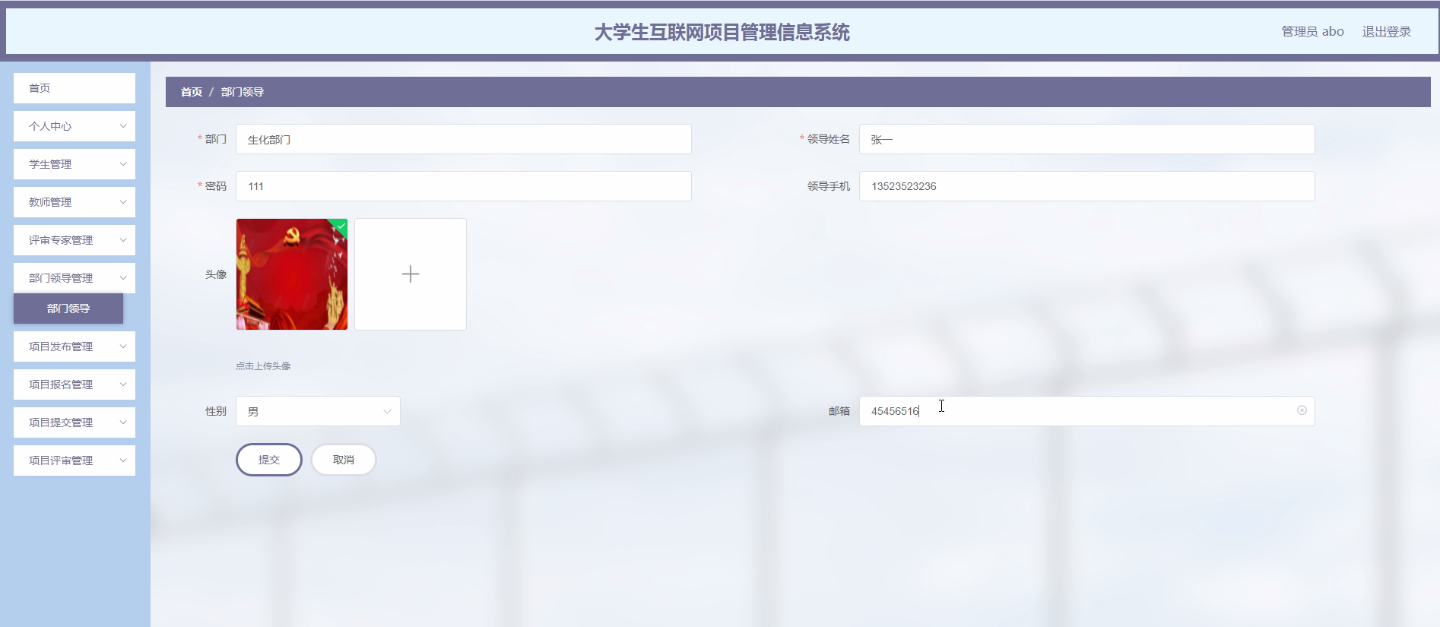 大学生互联网项目管理信息系统
管理员 abo 退出登录
首页
个人中心
学生管理
教师管理
评审专家管理
部门领导管理
部门领导
项目发布管理
项目报名管理
项目提交管理
项目评审管理
首页 / 部门领导
* 部门 生化部门 * 领导姓名 张一
* 密码 111 领导手机 13523523236
头像
点击上传头像
性别 男 邮箱 45456516
提交 取消